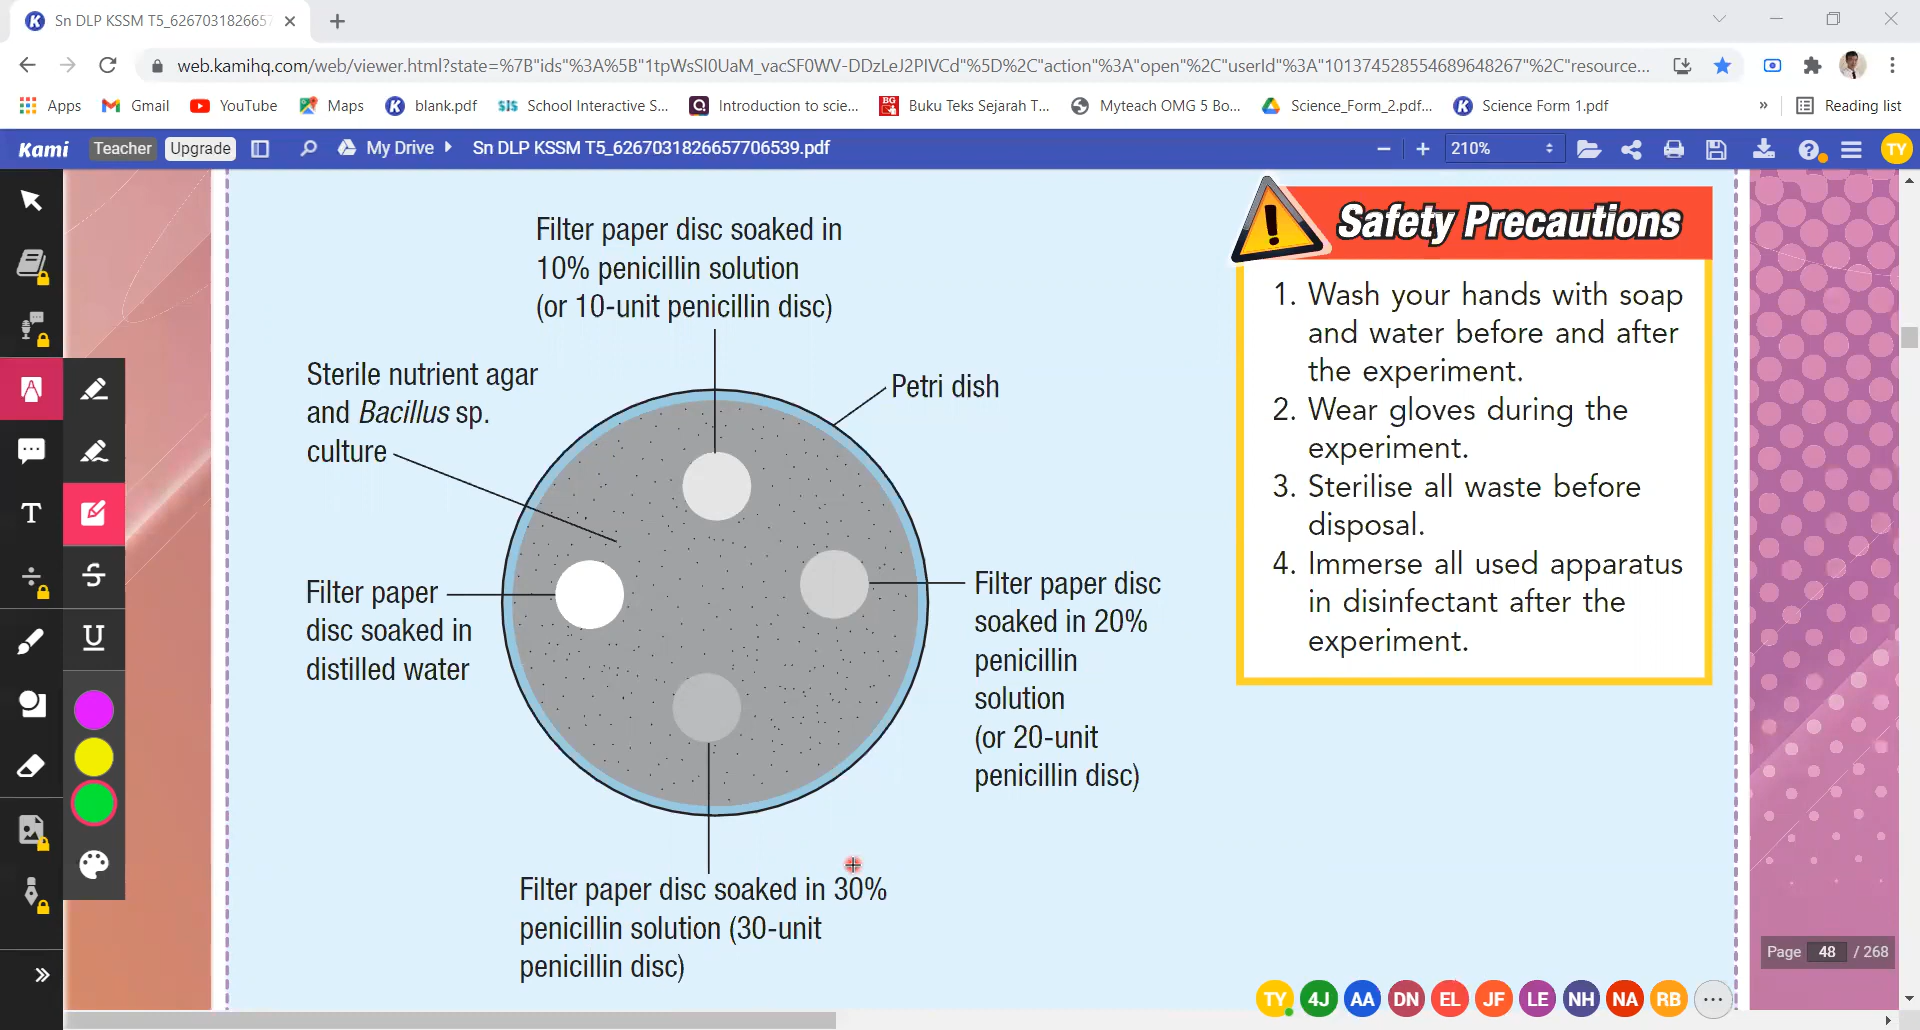 Sn DLP KSSM T5_62670318266577
web.kamihq.com/web/viewer.html?state=%7B"ids"%3A%5B"1tpWsSI0UaM_vacSF0WV-DDzLeJ2PIVCd"%5D%2C"action"%3A"open"%2C"userId"%3A"101374528554689648267"%2C"resource...
Apps Gmail YouTube Maps blank.pdf School Interactive S... Introduction to scie... Buku Teks Sejarah T... Myteach OMG 5 Bo... Science_Form_2.pdf... Science Form 1.pdf » Reading list
Kami Teacher Upgrade My Drive Sn DLP KSSM T5_6267031826657706539.pdf 210% TY
Filter paper disc soaked in
10% penicillin solution
(or 10-unit penicillin disc)
Sterile nutrient agar
and Bacillus sp.
culture
Petri dish
Filter paper
disc soaked in
distilled water
Filter paper disc
soaked in 20%
penicillin
solution
(or 20-unit
penicillin disc)
Filter paper disc soaked in 30%
penicillin solution (30-unit
penicillin disc)
Safety Precautions
1. Wash your hands with soap
and water before and after
the experiment.
2. Wear gloves during the
experiment.
3. Sterilise all waste before
disposal.
4. Immerse all used apparatus
in disinfectant after the
experiment.
Page 48 / 268
TY 4J AA DN EL JF LE NH NA RB ...